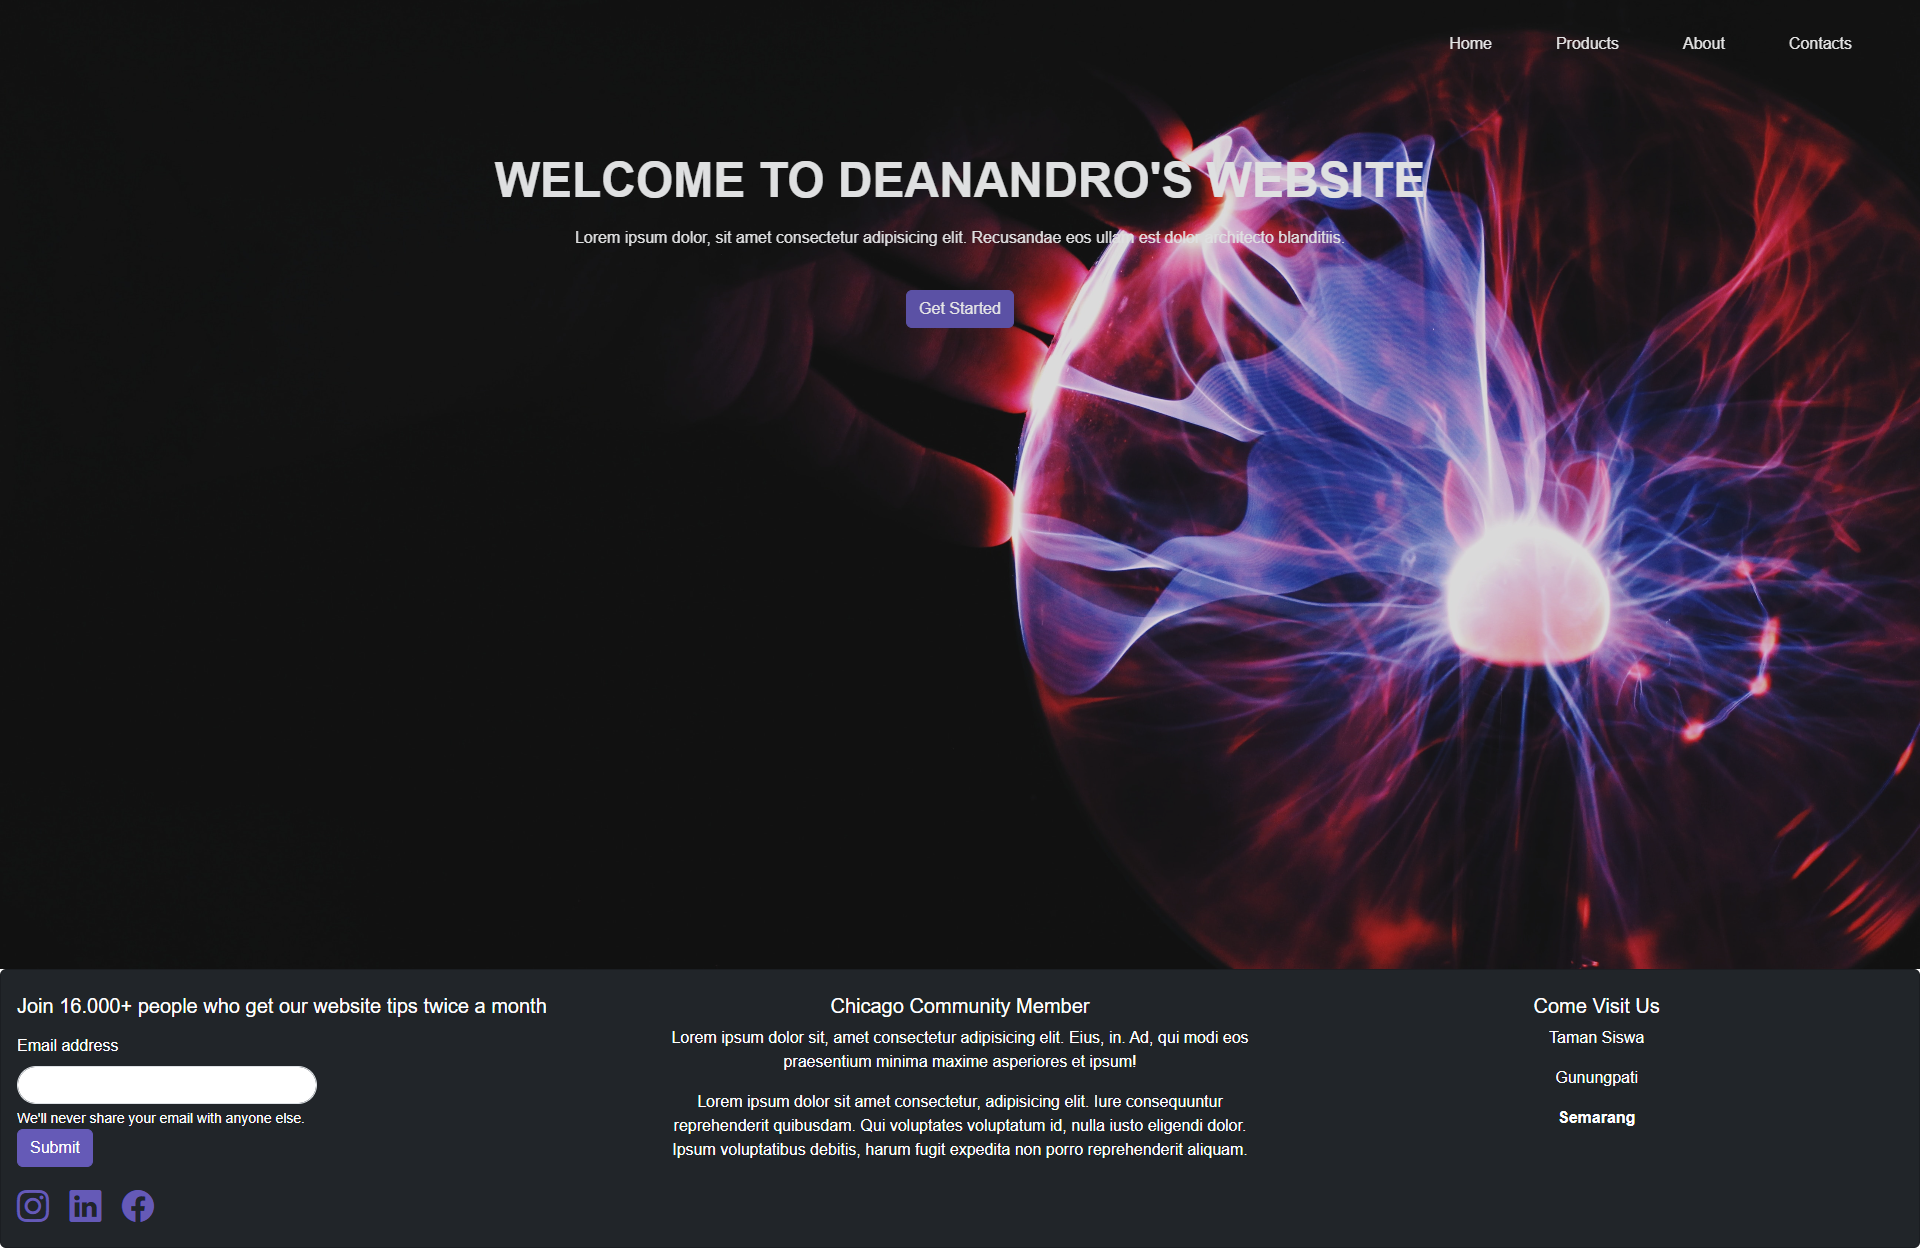 Home Products About Contacts
WELCOME TO DEANANDRO'S WEBSITE
Lorem ipsum dolor, sit amet consectetur adipisicing elit. Recusandae eos ullam est dolor architecto blanditiis.
Get Started
Join 16.000+ people who get our website tips twice a month
Email address
We'll never share your email with anyone else.
Submit
Chicago Community Member
Lorem ipsum dolor sit, amet consectetur adipisicing elit. Eius, in. Ad, qui modi eos
praesentium minima maxime asperiores et ipsum!
Lorem ipsum dolor sit amet consectetur, adipisicing elit. Iure consequuntur
reprehenderit quibusdam. Qui voluptates voluptatum id, nulla iusto eligendi dolor.
Ipsum voluptatibus debitis, harum fugit expedita non porro reprehenderit aliquam.
Come Visit Us
Taman Siswa
Gunungpati
Semarang